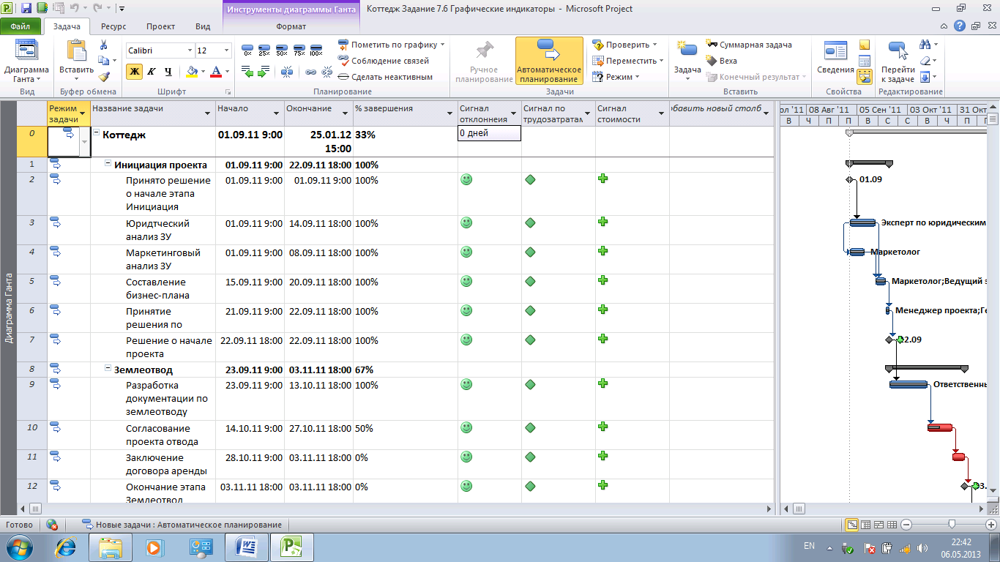 Инструменты диаграммы Ганта
Коттедж Задание 7.6 Графические индикаторы - Microsoft Project
Файл Задача Ресурс Проект Вид Формат
Диаграмма Ганта
Вид
Вставить
Буфер обмена
Calibri 12
Ж К Ч А
Шрифт
0% 25% 50% 75% 100%
Пометить по графику
Соблюдение связей
Сделать неактивным
Планирование
Ручное планирование
Автоматическое планирование
Проверить
Переместить
Режим
Задачи
Задача
Суммарная задача
Веха
Конечный результат
Вставить
Сведения
Свойства
Перейти к задаче
Редактирование
Диаграмма Ганта
Режим задачи Название задачи Начало Окончание % завершения Сигнал отклоннеия Сигнал по трудозатратам Сигнал стоимости обавить новый столб
ол '11 08 Авг '11 05 Сен '11 03 Окт '11 31 Окт
В Ч П П В С С В Ч П П
0 Коттедж 01.09.11 9:00 25.01.12 15:00 33% 0 дней
1 Инициация проекта 01.09.11 9:00 22.09.11 18:00 100%
2 Принято решение о начале этапа Инициация 01.09.11 9:00 01.09.11 9:00 100%
01.09
3 Юридтческий анализ ЗУ 01.09.11 9:00 14.09.11 18:00 100%
Эксперт по юридическим
4 Маркетинговый анализ ЗУ 01.09.11 9:00 08.09.11 18:00 100%
Маркетолог
5 Составление бизнес-плана 15.09.11 9:00 20.09.11 18:00 100%
Маркетолог;Ведущий э
6 Принятие решения по 21.09.11 9:00 22.09.11 18:00 100%
Менеджер проекта;Ге
7 Решение о начале проекта 22.09.11 18:00 22.09.11 18:00 100%
22.09
8 Землеотвод 23.09.11 9:00 03.11.11 18:00 67%
9 Разработка документации по землеотводу 23.09.11 9:00 13.10.11 18:00 100%
Ответственны
10 Согласование проекта отвода 14.10.11 9:00 27.10.11 18:00 50%
11 Заключение договора аренды 28.10.11 9:00 03.11.11 18:00 0%
12 Окончание этапа Землеотвод 03.11.11 18:00 03.11.11 18:00 0%
03.
Готово Новые задачи : Автоматическое планирование
EN 22:42
06.05.2013